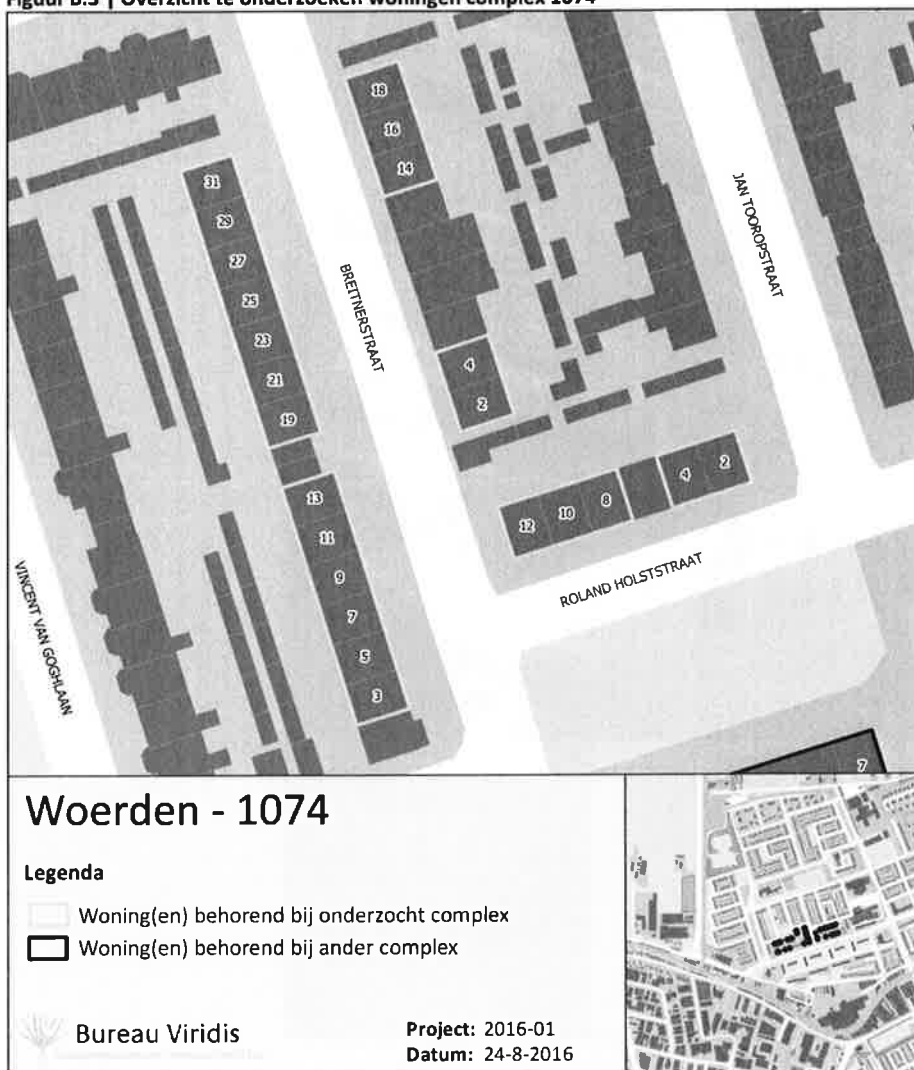 Figuur B.3 | Overzicht te onderzoeken woningen complex 1074
18
16
14
31
29
27
25
23
21
19
13
11
9
7
5
3
4
2
12
10
8
4
2
7
BREITNERSTRAAT
JAN TOOROPSTRAAT
ROLAND HOLSTSTRAAT
VINCENT VAN GOGHLAAN
Woerden - 1074
Legenda
Woning(en) behorend bij onderzocht complex
Woning(en) behorend bij ander complex
Bureau Viridis
Project: 2016-01
Datum: 24-8-2016